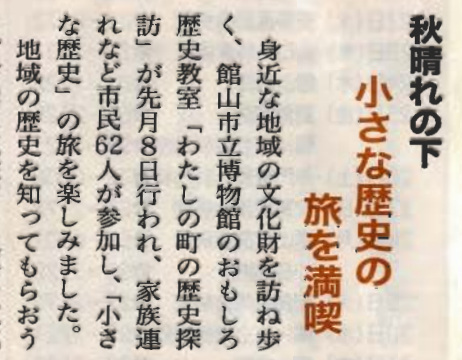 秋晴れの下
小さな歴史の
旅を満喫
身近な地域の文化財を訪ね歩
く、館山市立博物館のおもしろ
歴史教室「わたしの町の歴史探
訪」が先月8日行われ、家族連
れなど市民62人が参加し、「小さ
な歴史」の旅を楽しみました。
地域の歴史を知ってもらおう